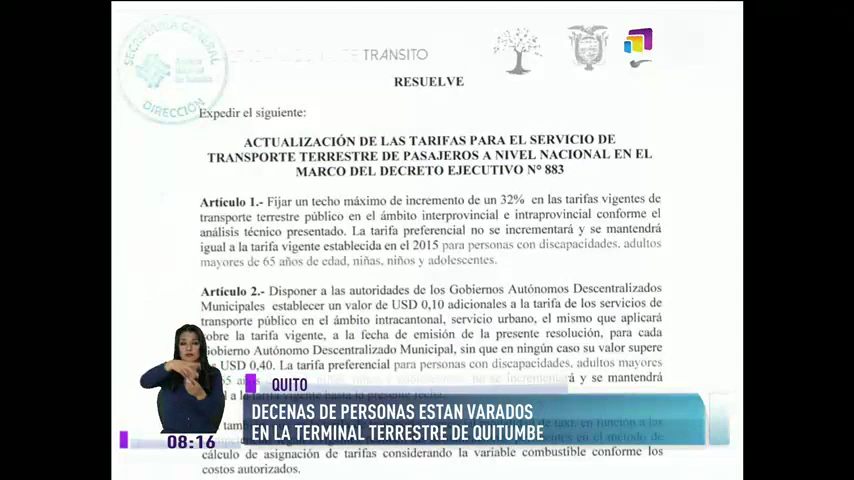 SECRETARÍA GENERAL
DIRECCIÓN
DE TRÁNSITO
RESUELVE
Expedir el siguiente:
ACTUALIZACIÓN DE LAS TARIFAS PARA EL SERVICIO DE
TRANSPORTE TERRESTRE DE PASAJEROS A NIVEL NACIONAL EN EL
MARCO DEL DECRETO EJECUTIVO N° 883
Artículo 1.- Fijar un techo máximo de incremento de un 32% en las tarifas vigentes de
transporte terrestre público en el ámbito interprovincial e intraprovincial conforme el
análisis técnico presentado. La tarifa preferencial no se incrementará y se mantendrá
igual a la tarifa vigente establecida en el 2015 para personas con discapacidades, adultos
mayores de 65 años de edad, niñas, niños y adolescentes.
Artículo 2.- Disponer a las autoridades de los Gobiernos Autónomos Descentralizados
Municipales establecer un valor de USD 0,10 adicionales a la tarifa de los servicios de
transporte público en el ámbito intracantonal, servicio urbano, el mismo que aplicará
sobre la tarifa vigente, a la fecha de emisión de la presente resolución, para cada
Gobierno Autónomo Descentralizado Municipal, sin que en ningún caso su valor supere
USD 0,40. La tarifa preferencial para personas con discapacidades, adultos mayores
no se incrementará y se mantendrá
QUITO
DECENAS DE PERSONAS ESTAN VARADOS
EN LA TERMINAL TERRESTRE DE QUITUMBE
08:16
cálculo de asignación de tarifas considerando la variable combustible conforme los
costos autorizados.